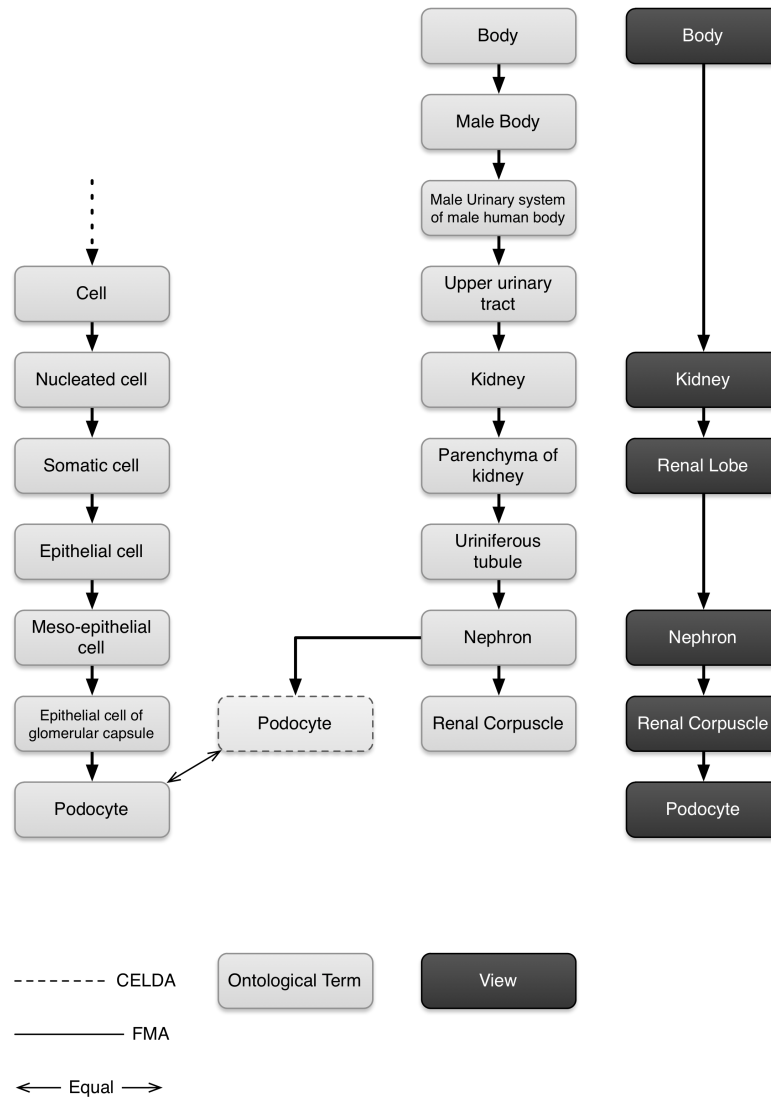 Body
Body
Male Body
Male Urinary system
of male human body
Cell
Upper urinary
tract
Nucleated cell
Kidney
Kidney
Somatic cell
Parenchyma of
kidney
Renal Lobe
Epithelial cell
Uriniferous
tubule
Meso-epithelial
cell
Nephron
Nephron
Epithelial cell of
glomerular capsule
Podocyte
Renal Corpuscle
Renal Corpuscle
Podocyte
Podocyte
CELDA
Ontological Term
View
FMA
Equal